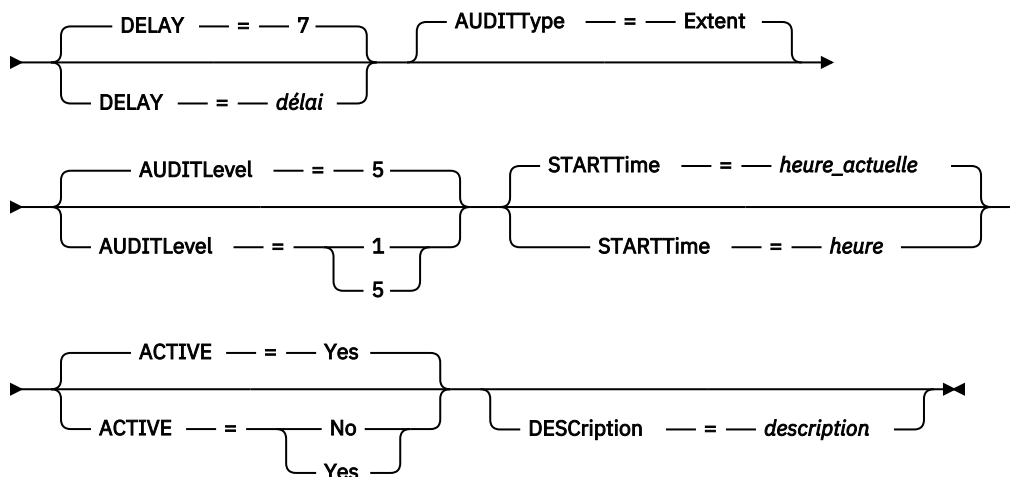 DELAY = 7 AUDITType = Extent
DELAY = délai
AUDITLevel = 5 STARTTime = heure_actuelle
AUDITLevel = 1 STARTTime = heure
5
ACTIVE = Yes
ACTIVE = No DESCription = description
Yes